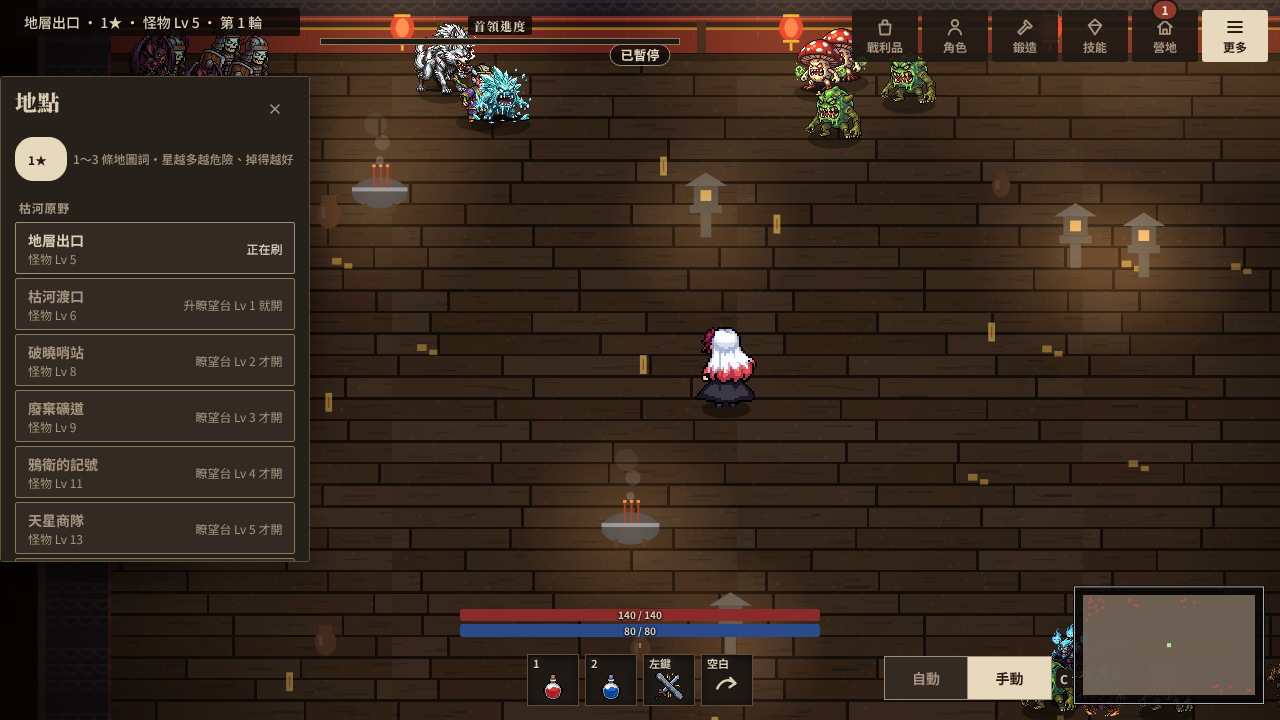 地層出口 · 1★ · 怪物 Lv 5 · 第 1 輪
首領進度
已暫停
戰利品
角色
鍛造
技能
1
營地
更多
地點
×
1★
1～3 條地圖詞・星越多越危險、掉得越好
枯河原野
地層出口
怪物 Lv 5
正在刷
枯河渡口
怪物 Lv 6
升瞭望台 Lv 1 就開
破曉哨站
怪物 Lv 8
瞭望台 Lv 2 才開
廢棄礦道
怪物 Lv 9
瞭望台 Lv 3 才開
鴉衛的記號
怪物 Lv 11
瞭望台 Lv 4 才開
天星商隊
怪物 Lv 13
瞭望台 Lv 5 才開
140 / 140
80 / 80
1
2
左鍵
空白
自動
手動
C